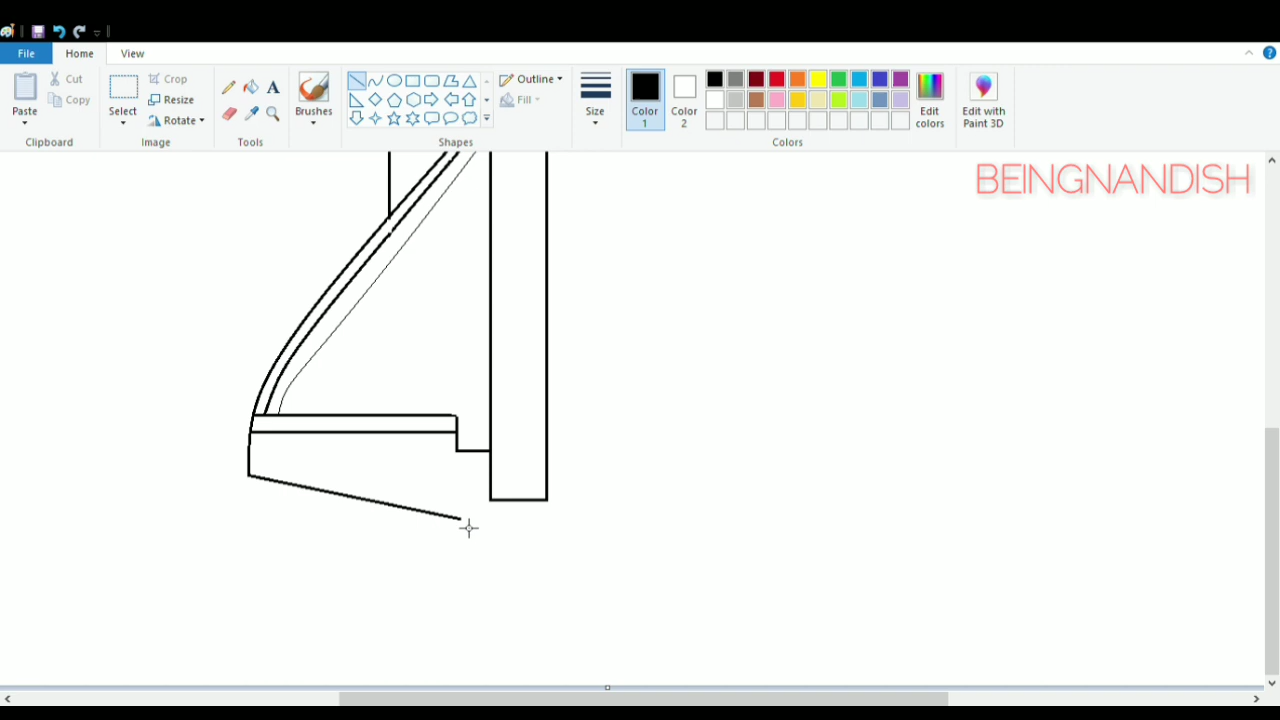 File Home View
Paste Cut Copy Clipboard
Select Crop Resize Rotate Image
Tools
Brushes
Shapes
Outline Fill
Size
Color 1
Color 2
Edit colors
Colors
Edit with Paint 3D
BEINGNANDISH